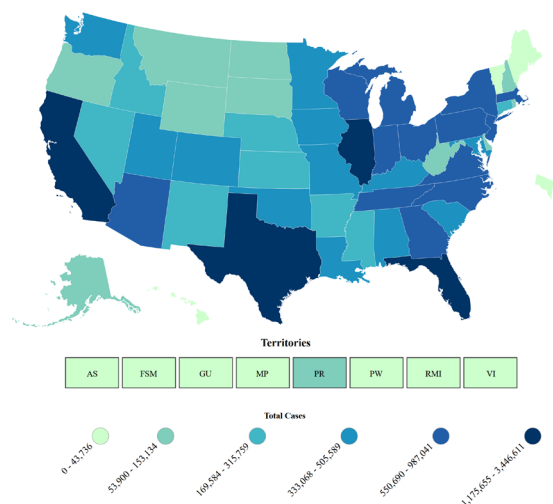 Territories
AS FSM GU MP PR PW RMI VI
Total Cases
0 - 43,736
53,900 - 153,134
169,584 - 315,759
333,068 - 505,589
550,690 - 987,041
1,175,655 - 3,446,611